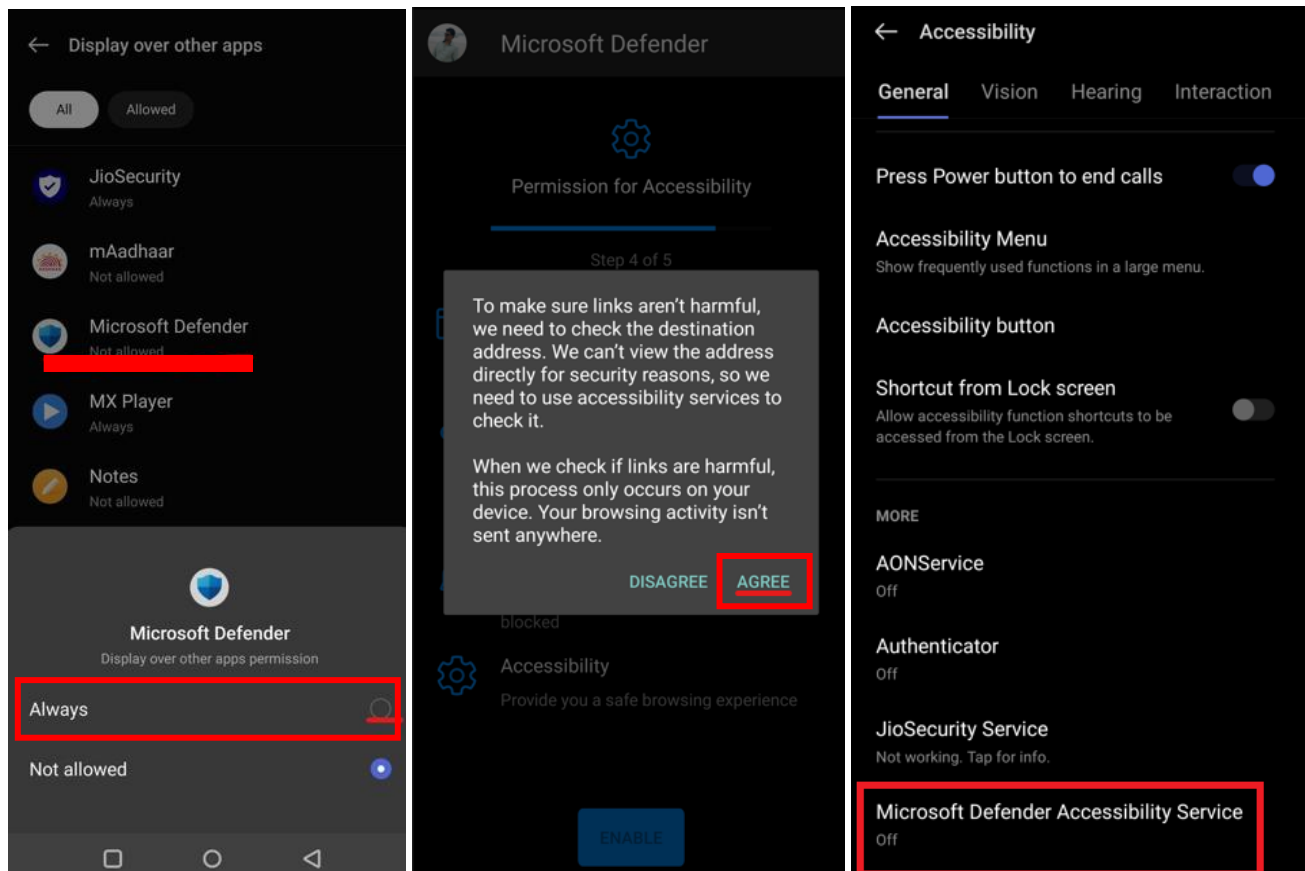 Display over other apps
All
Allowed
JioSecurity
Always
mAadhaar
Not allowed
Microsoft Defender
Not allowed
MX Player
Always
Notes
Not allowed
Microsoft Defender
Display over other apps permission
Always
Not allowed
Microsoft Defender
Permission for Accessibility
Step 4 of 5
To make sure links aren't harmful,
we need to check the destination
address. We can't view the address
directly for security reasons, so we
need to use accessibility services to
check it.
When we check if links are harmful,
this process only occurs on your
device. Your browsing activity isn't
sent anywhere.
DISAGREE
AGREE
blocked
Accessibility
Provide you a safe browsing experience
ENABLE
Accessibility
General
Vision
Hearing
Interaction
Press Power button to end calls
Accessibility Menu
Show frequently used functions in a large menu.
Accessibility button
Shortcut from Lock screen
Allow accessibility function shortcuts to be
accessed from the Lock screen.
MORE
AONService
Off
Authenticator
Off
JioSecurity Service
Not working. Tap for info.
Microsoft Defender Accessibility Service
Off